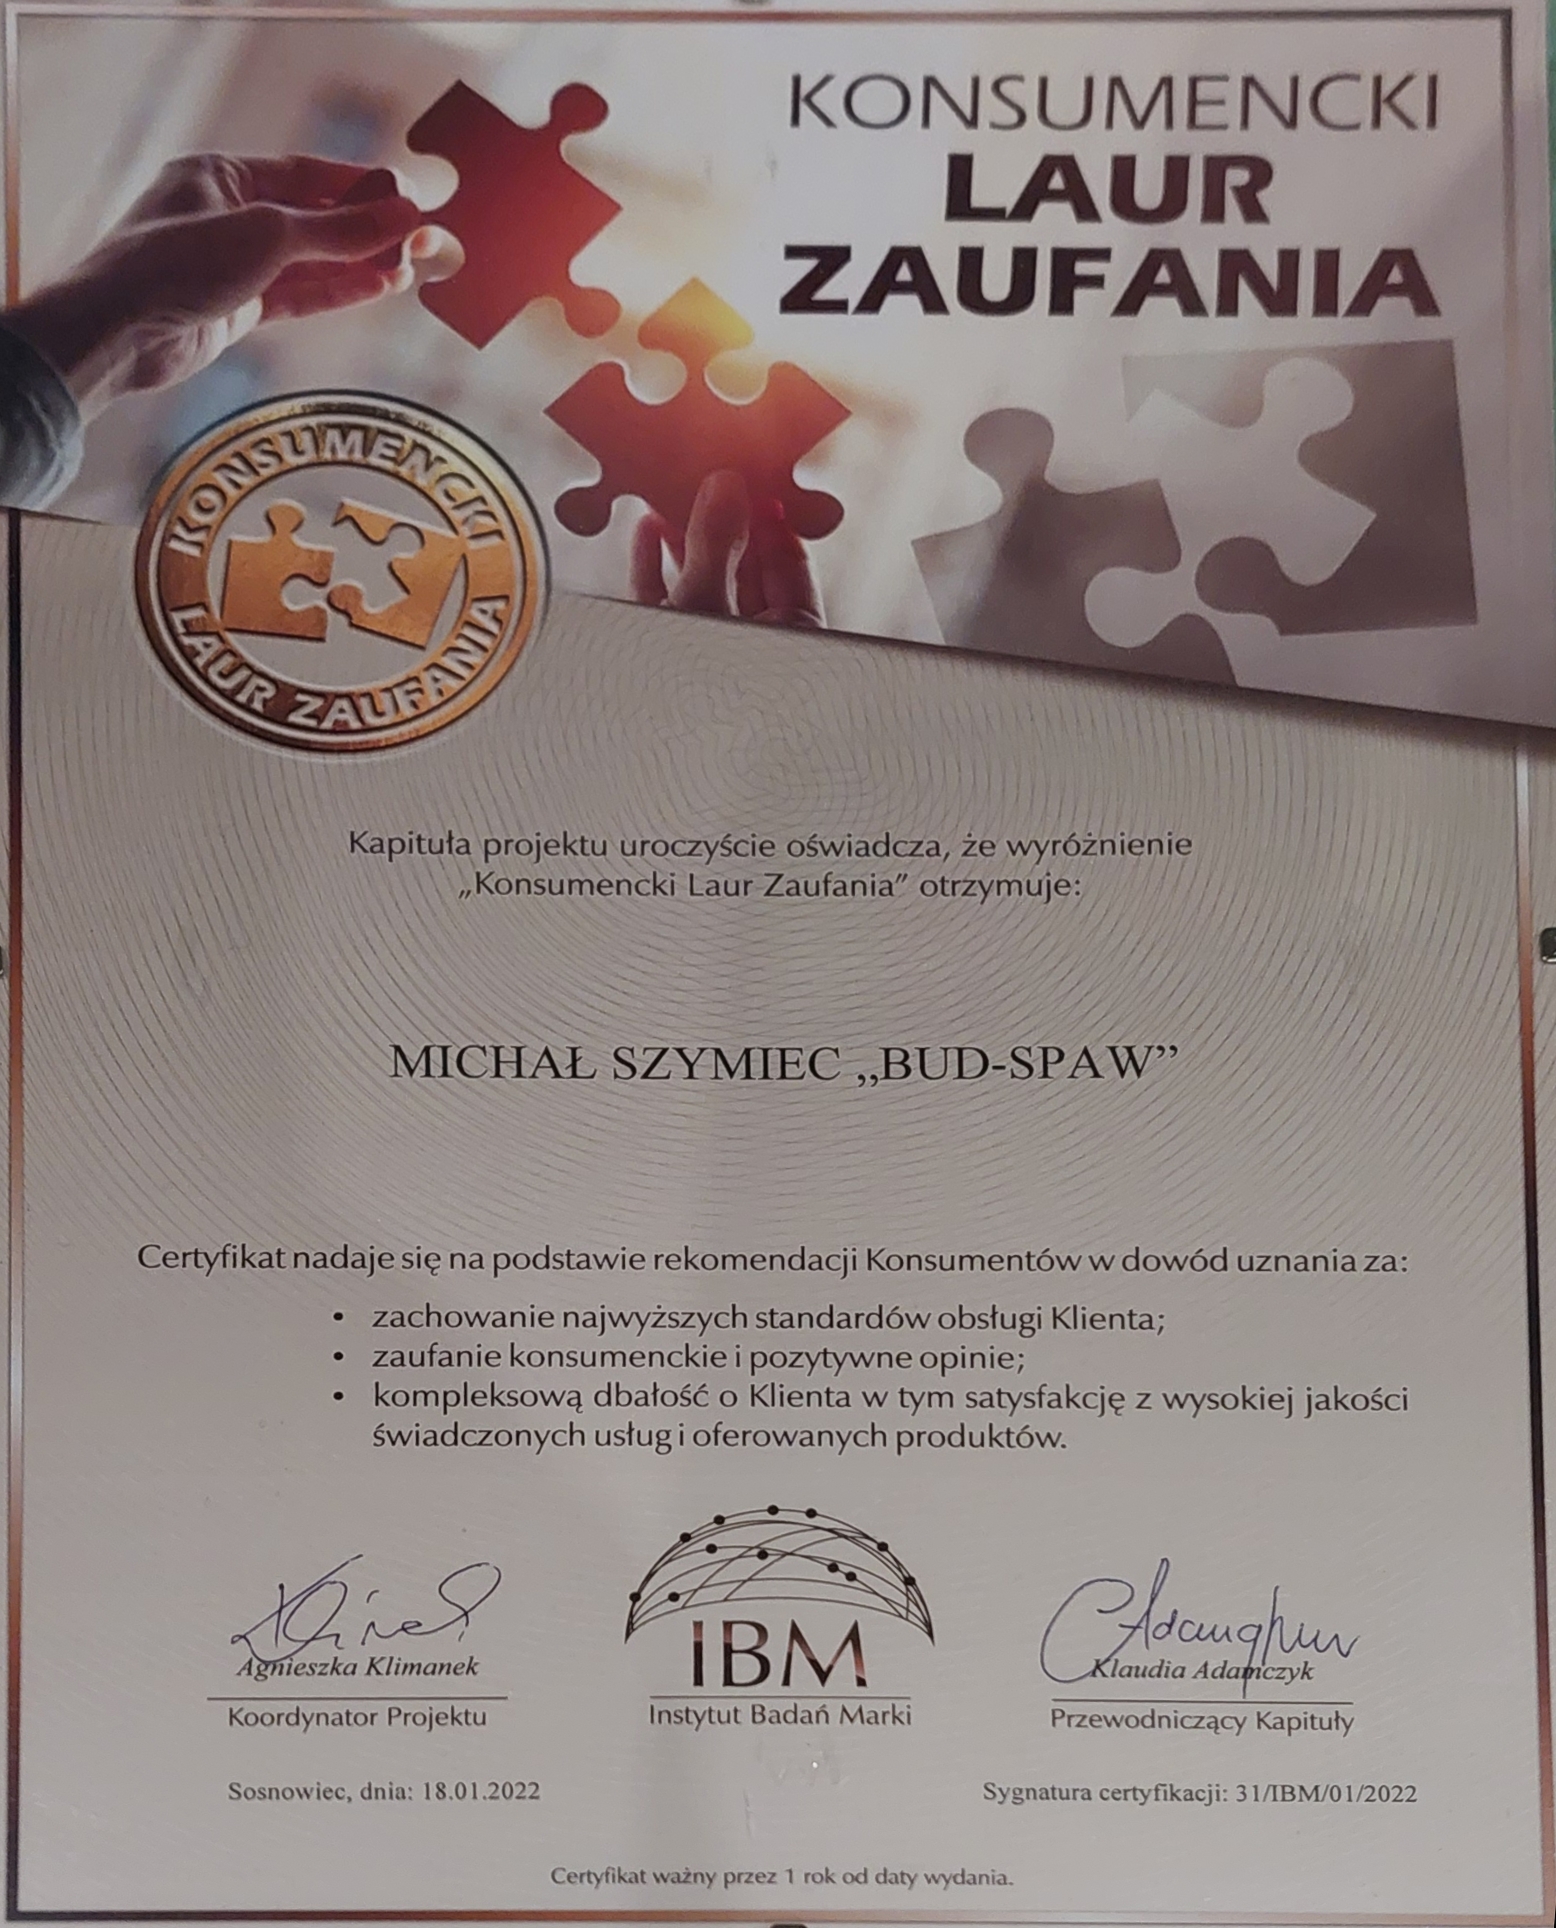 KONSUMENCKI
LAUR
ZAUFANIA
KONSUMENCKI
LAUR ZAUFANIA
Kapituła projektu uroczyście oświadcza, że wyróżnienie
„Konsumencki Laur Zaufania” otrzymuje:
MICHAŁ SZYMIEC „BUD-SPAW”
Certyfikat nadaje się na podstawie rekomendacji Konsumentów w dowód uznania za:
• zachowanie najwyższych standardów obsługi Klienta;
• zaufanie konsumenckie i pozytywne opinie;
• kompleksową dbałość o Klienta w tym satysfakcję z wysokiej jakości
świadczonych usług i oferowanych produktów.
Agnieszka Klimanek
Koordynator Projektu
IBM
Instytut Badań Marki
Klaudia Adamczyk
Przewodniczący Kapituły
Sosnowiec, dnia: 18.01.2022
Sygnatura certyfikacji: 31/IBM/01/2022
Certyfikat ważny przez 1 rok od daty wydania.